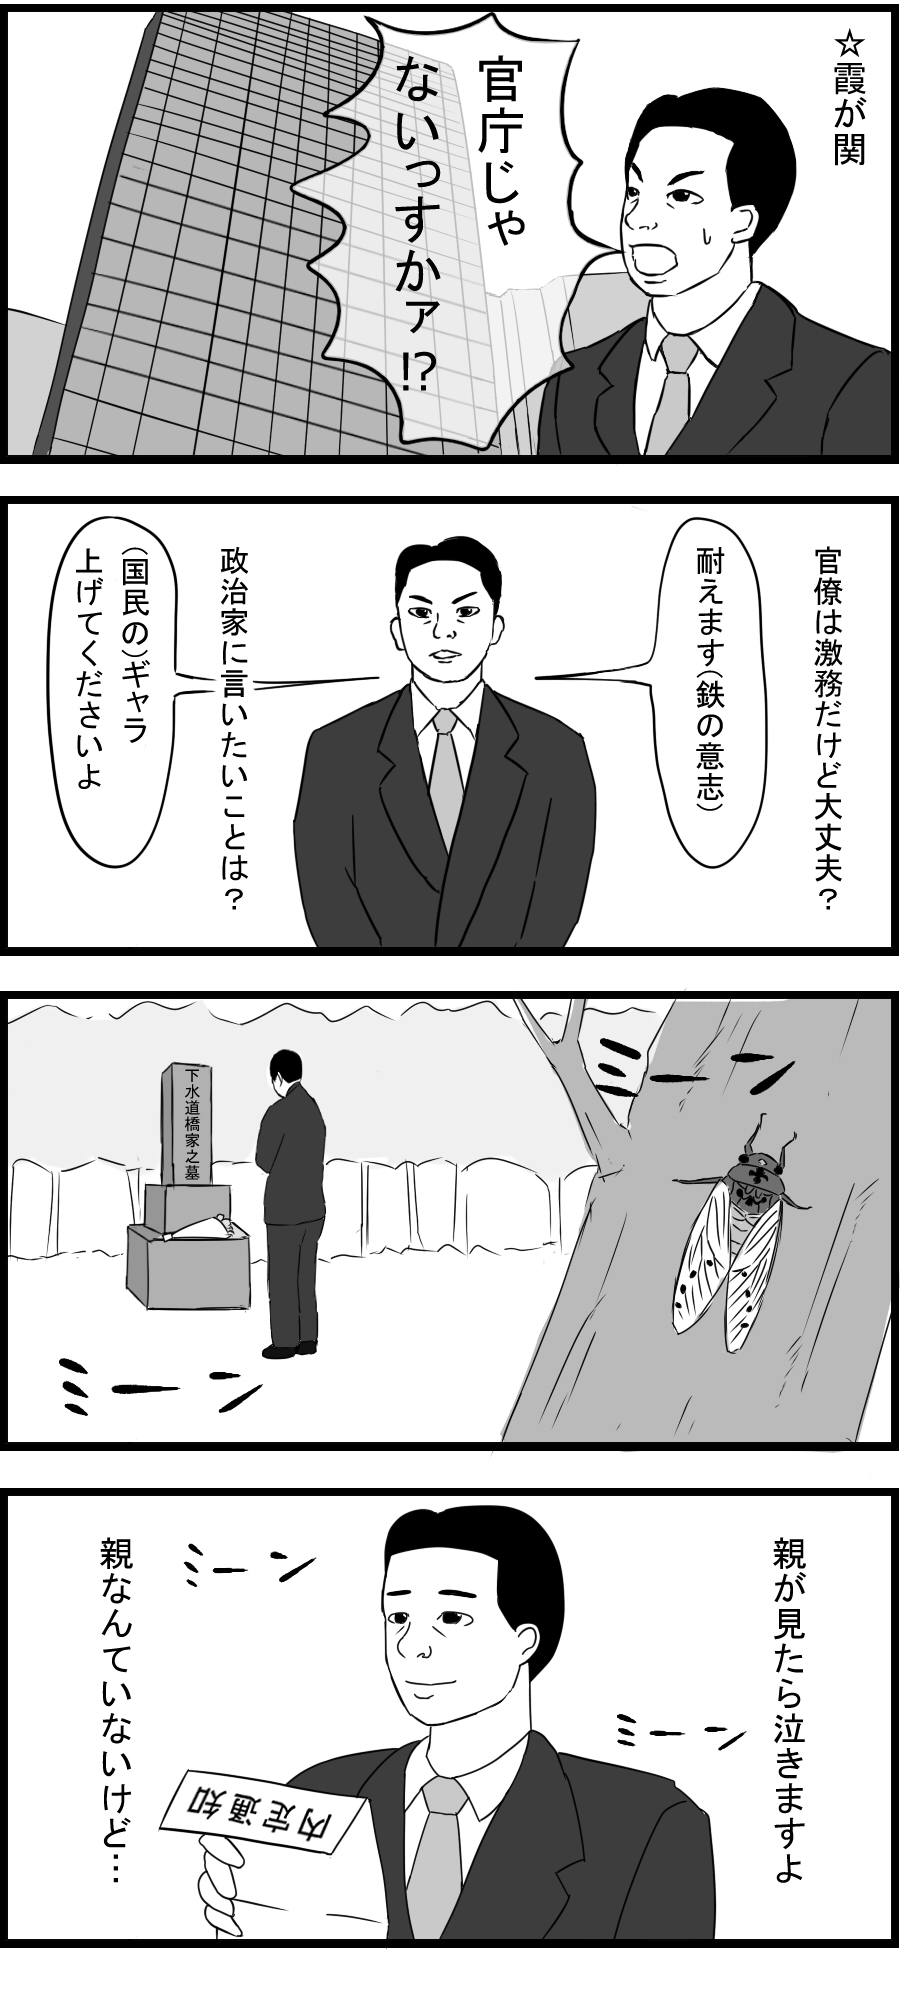 ☆霞が関
官庁じゃ
ないっすかァ!?
官僚は激務だけど大丈夫?
耐えます(鉄の意志)
政治家に言いたいことは?
(国民の)ギャラ
上げてくださいよ
ミーン
下水道橋家之墓
ミーン
親が見たら泣きますよ
ミーン
ミーン
親なんていないけど…
内定通知